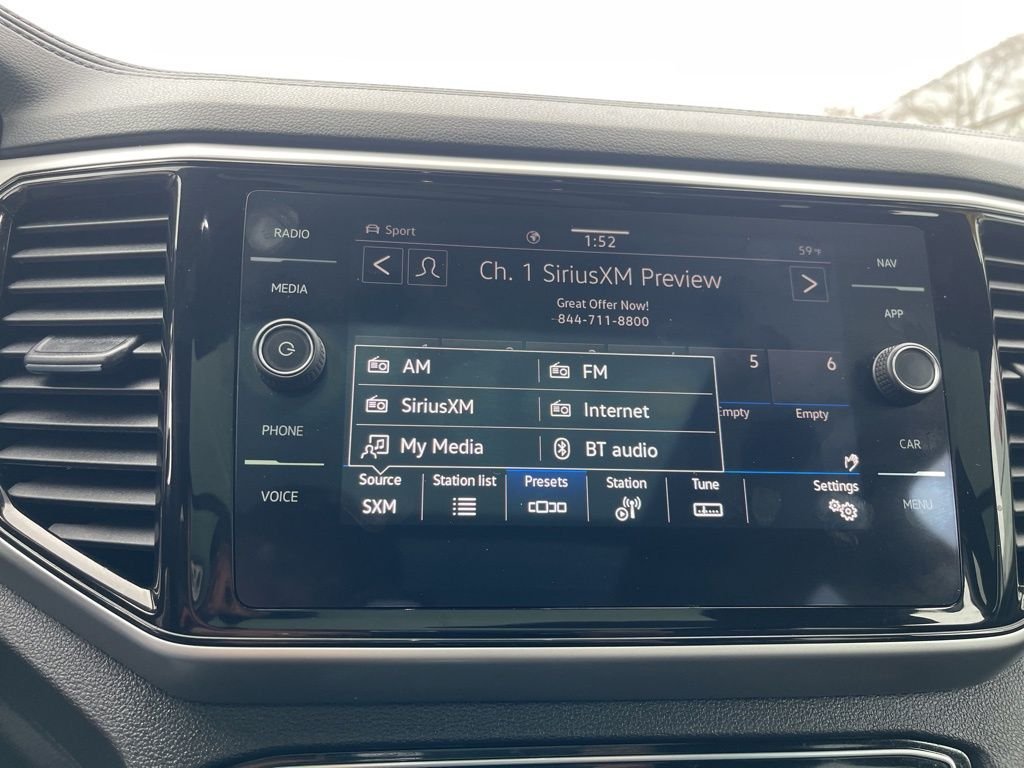 RADIO
MEDIA
PHONE
VOICE
Sport
1:52
59°F
Ch. 1 SiriusXM Preview
Great Offer Now!
844-711-8800
AM
FM
SiriusXM
Internet
My Media
BT audio
5
6
Empty
Empty
Source
SXM
Station list
Presets
Station
Tune
Settings
NAV
APP
CAR
MENU